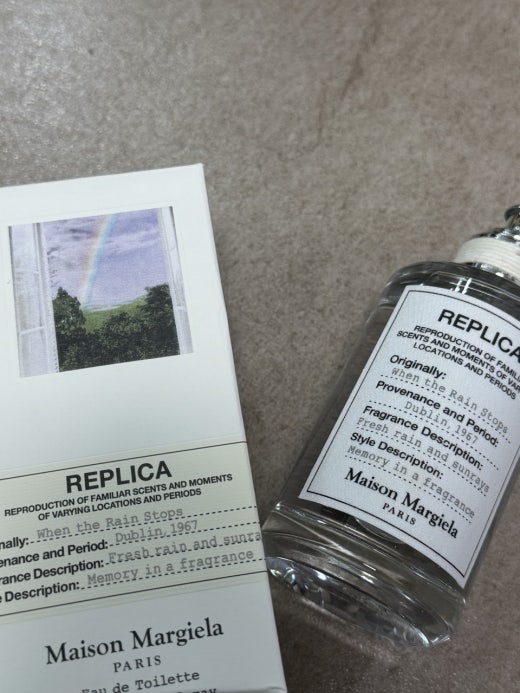 REPLICA
REPRODUCTION OF FAMILIAR SCENTS AND MOMENTS
OF VARYING LOCATIONS AND PERIODS
nally: When the Rain Stops
enance and Period: Dublin, 1967
rance Description: Fresh rain and sunra
e Description: Memory in a fragrance
Maison Margiela
PARIS
Eau de Toilette
REPLICA
REPRODUCTION OF FAMIL
SCENTS AND MOMENTS OF VARY
LOCATIONS AND PERIODS
Originally:
When the Rain Stops
Provenance and Period:
Dublin, 1967
Fragrance Description:
Fresh rain and sunrays
Style Description:
Memory in a fragrance
Maison Margiela
PARIS